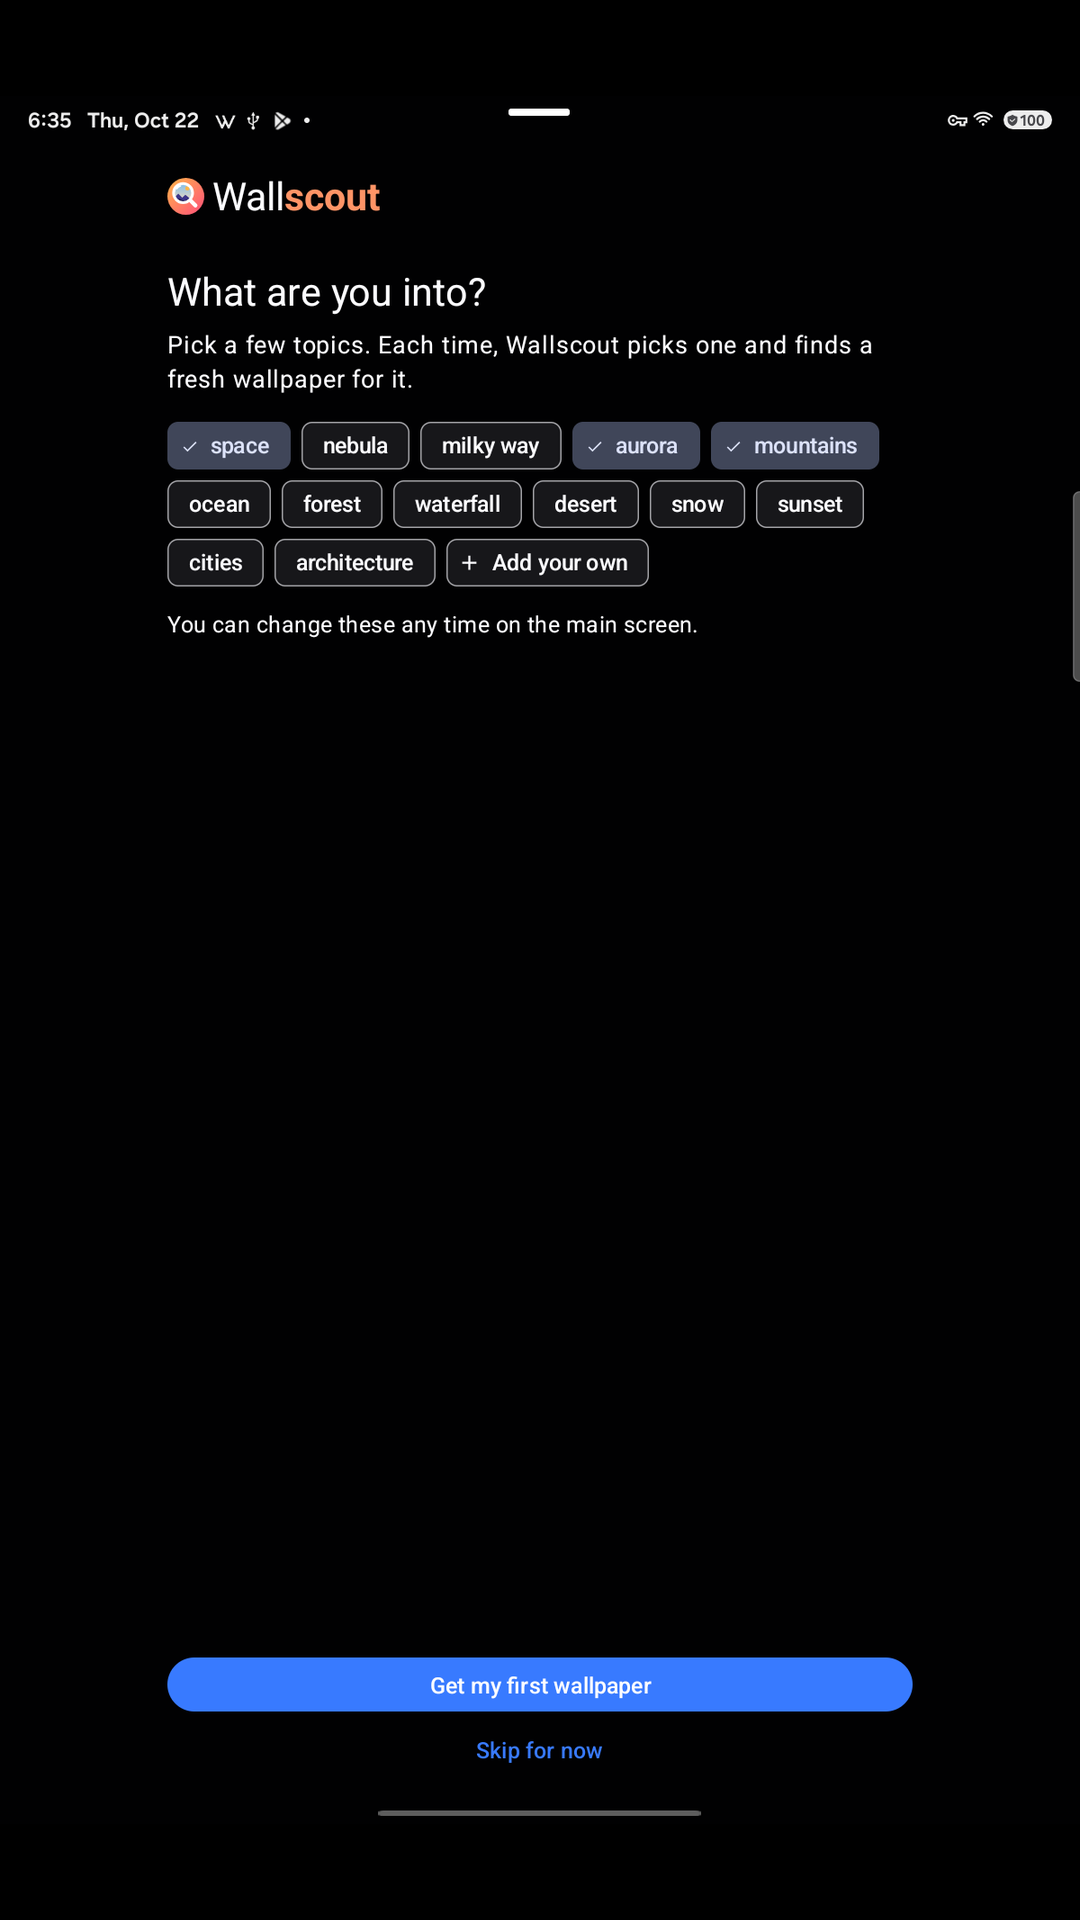 6:35 Thu, Oct 22
100
Wallscout
What are you into?
Pick a few topics. Each time, Wallscout picks one and finds a
fresh wallpaper for it.
space nebula milky way aurora mountains
ocean forest waterfall desert snow sunset
cities architecture + Add your own
You can change these any time on the main screen.
Get my first wallpaper
Skip for now